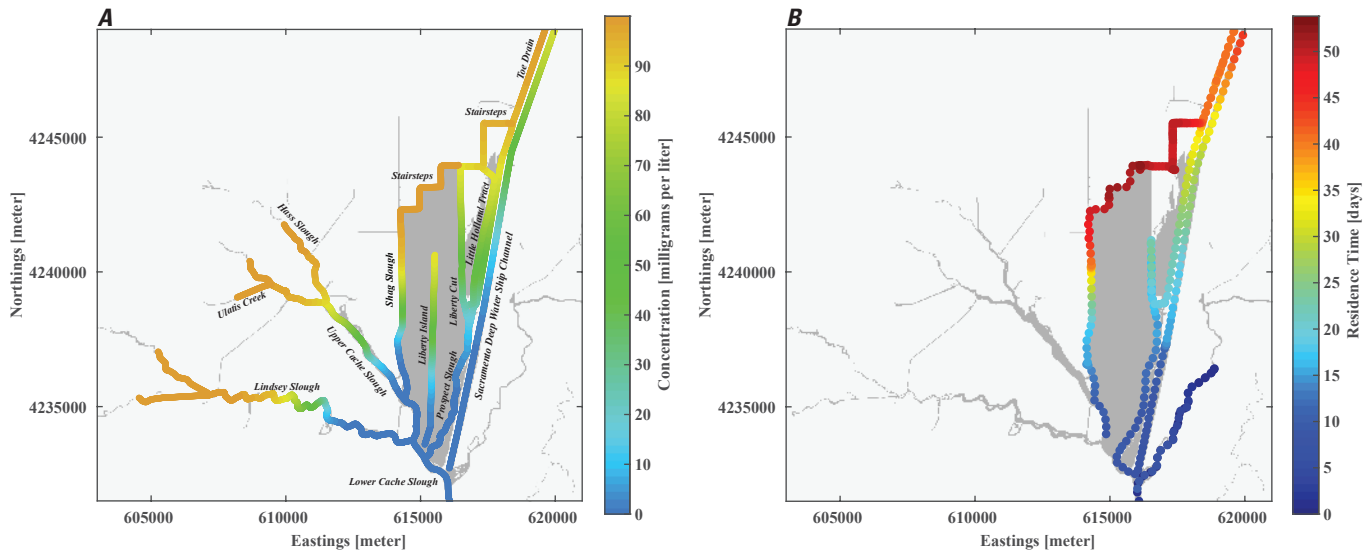 A
Toe Drain
Stairsteps
Stairsteps
Hass Slough
Little Holland Tract
Ulatis Creek
Shag Slough
Liberty Cut
Sacramento Deep Water Ship Channel
Liberty Island
Upper Cache Slough
Prospect Slough
Lindsey Slough
Lower Cache Slough
4245000
4240000
4235000
Northings [meter]
605000 610000 615000 620000
Eastings [meter]
90
80
70
60
50
40
30
20
10
0
Concentration [milligrams per liter]
B
4245000
4240000
4235000
Northings [meter]
605000 610000 615000 620000
Eastings [meter]
50
45
40
35
30
25
20
15
10
5
0
Residence Time [days]